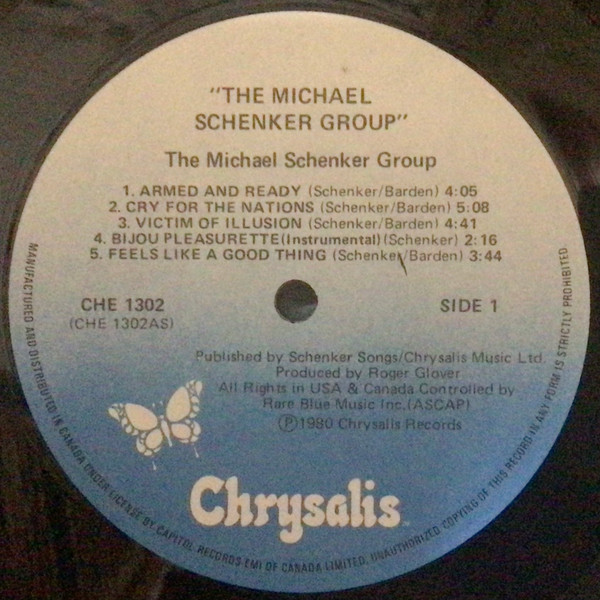 "THE MICHAEL
SCHENKER GROUP"
The Michael Schenker Group
1. ARMED AND READY (Schenker/Barden) 4:05
2. CRY FOR THE NATIONS (Schenker/Barden) 5:08
3. VICTIM OF ILLUSION (Schenker/Barden) 4:41
4. BIJOU PLEASURETTE(Instrumental)(Schenker) 2:16
5. FEELS LIKE A GOOD THING (Schenker/Barden) 3:44
CHE 1302
(CHE 1302AS)
SIDE 1
Published by Schenker Songs/Chrysalis Music Ltd.
Produced by Roger Glover
All Rights in USA & Canada Controlled by
Rare Blue Music Inc.(ASCAP)
Ⓟ1980 Chrysalis Records
Chrysalis
MANUFACTURED AND DISTRIBUTED IN CANADA UNDER LICENSE BY CAPITOL RECORDS-EMI OF CANADA LIMITED. UNAUTHORIZED COPYING OF THIS RECORD IN ANY FORM IS STRICTLY PROHIBITED.